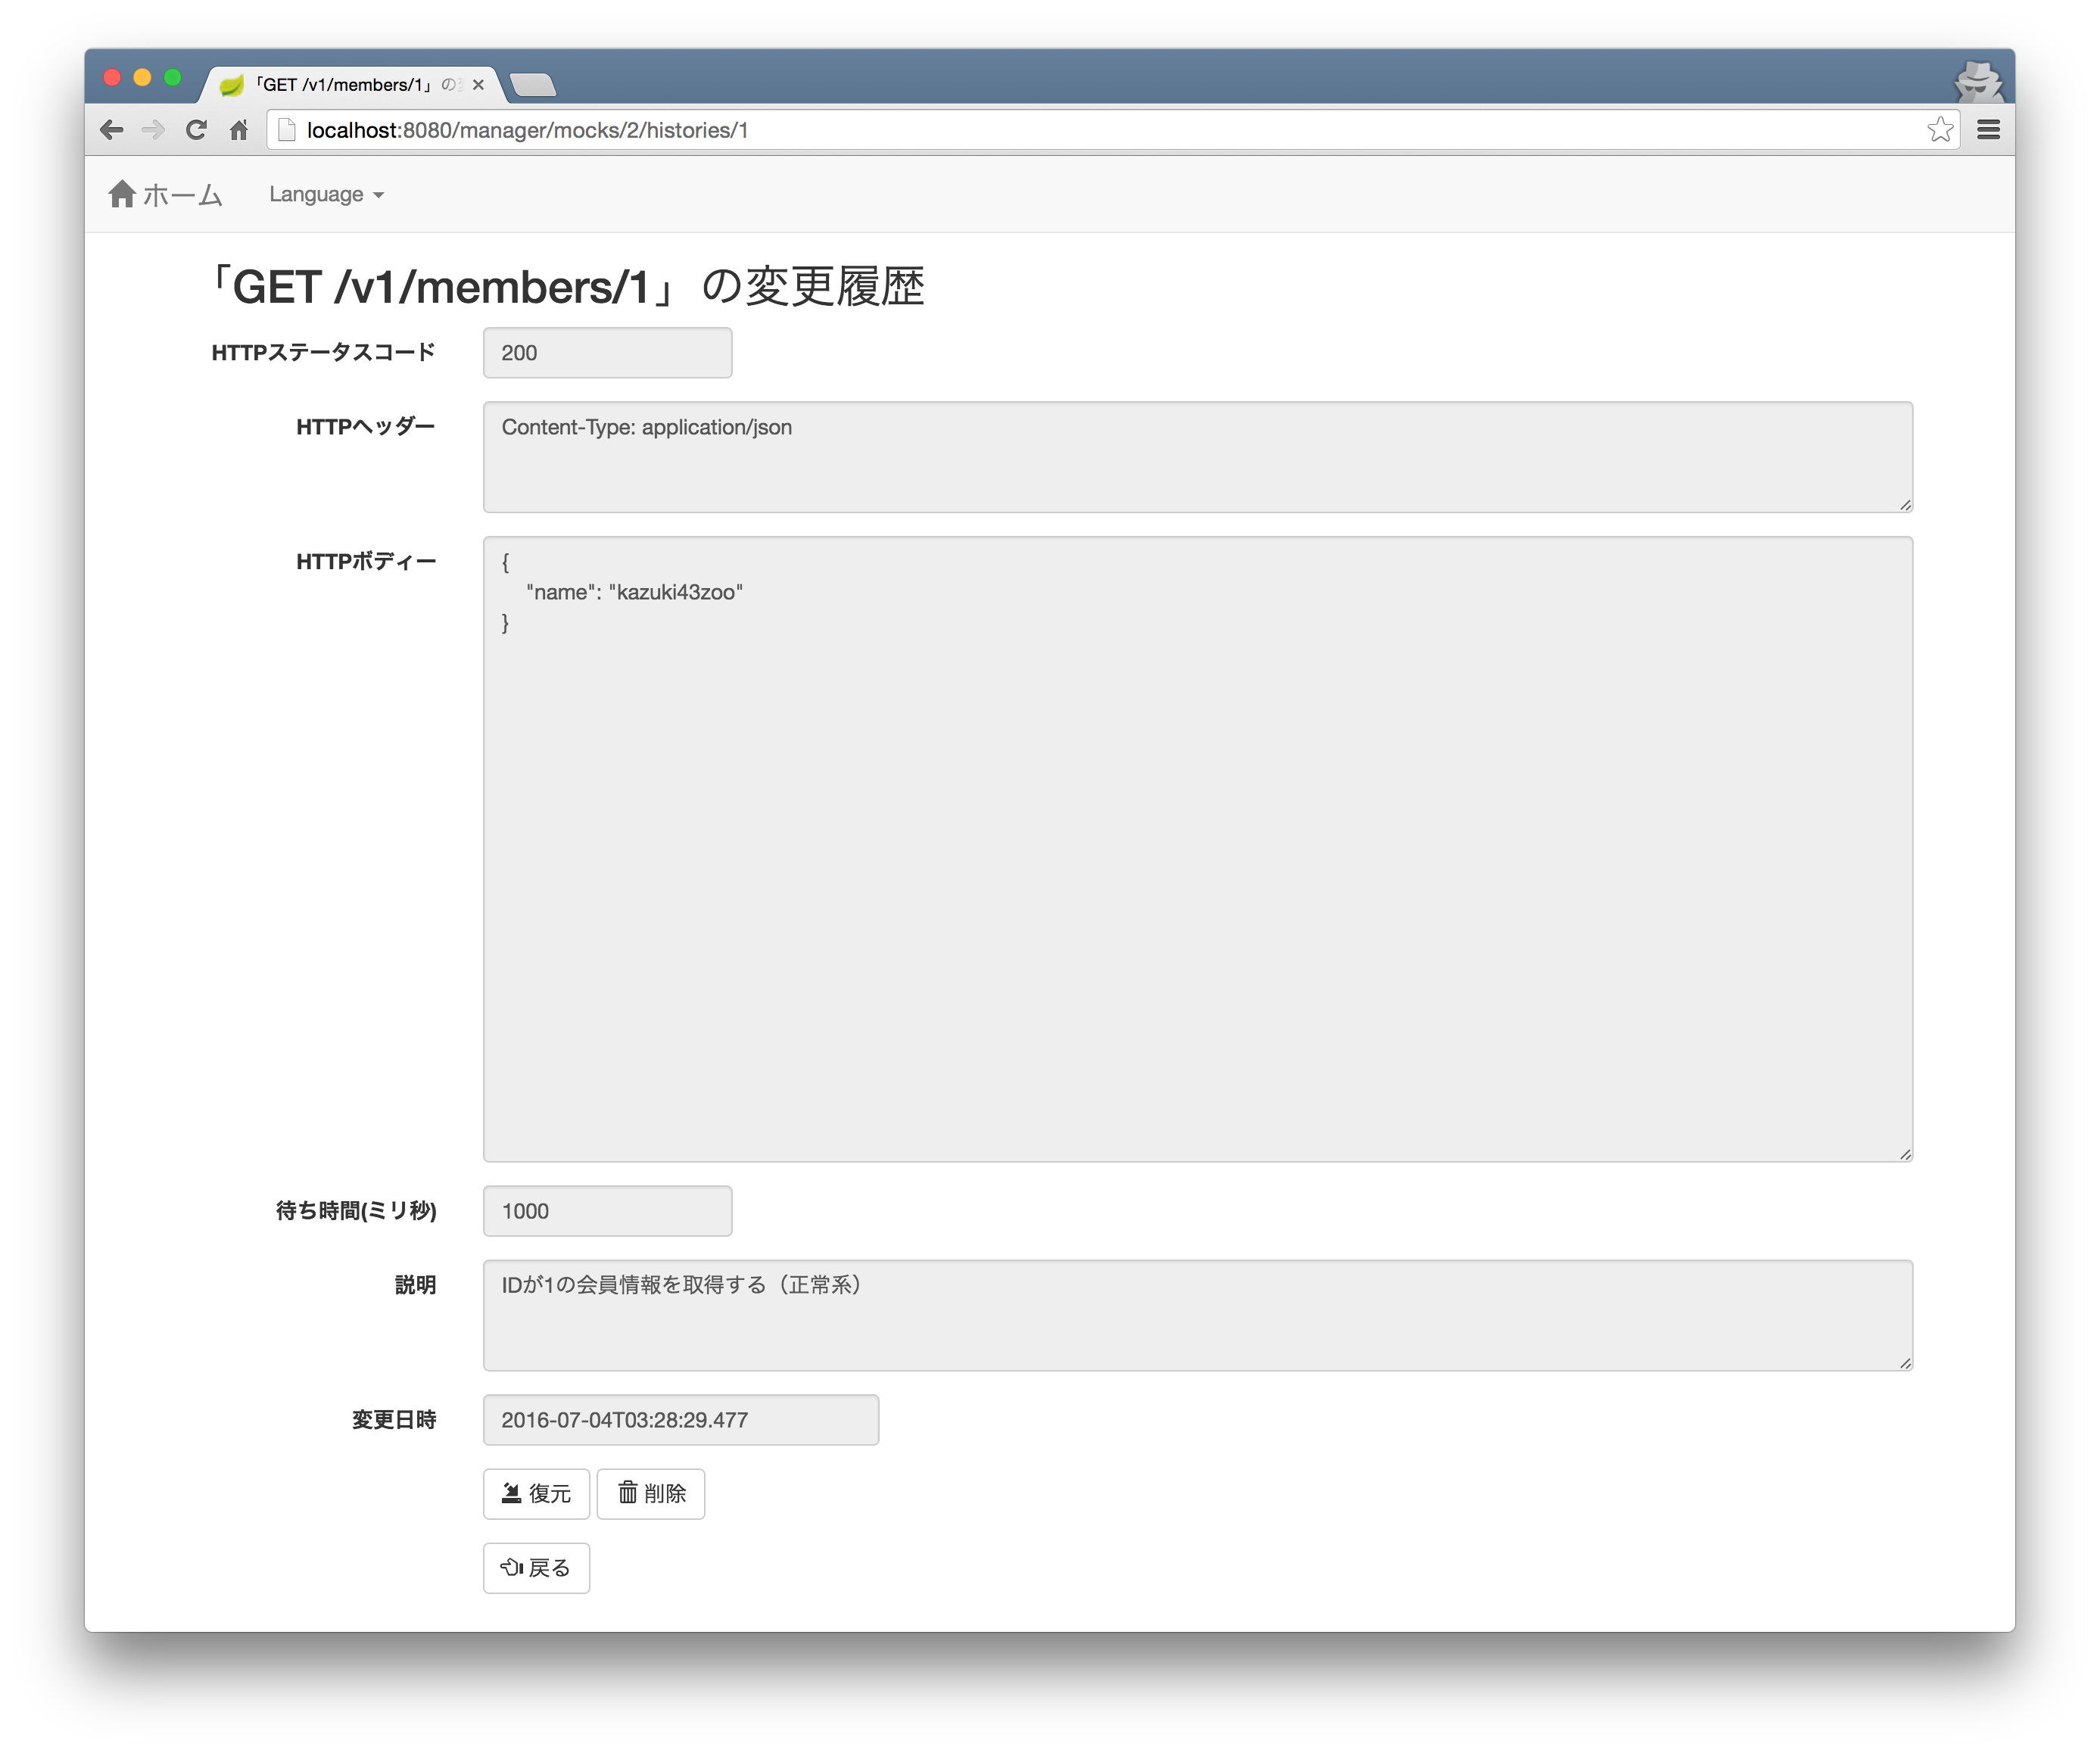 「GET /v1/members/1」の
localhost:8080/manager/mocks/2/histories/1
ホーム Language
「GET /v1/members/1」の変更履歴
HTTPステータスコード 200
HTTPヘッダー Content-Type: application/json
HTTPボディー {
"name": "kazuki43zoo"
}
待ち時間(ミリ秒) 1000
説明 IDが1の会員情報を取得する（正常系）
変更日時 2016-07-04T03:28:29.477
復元 削除
戻る